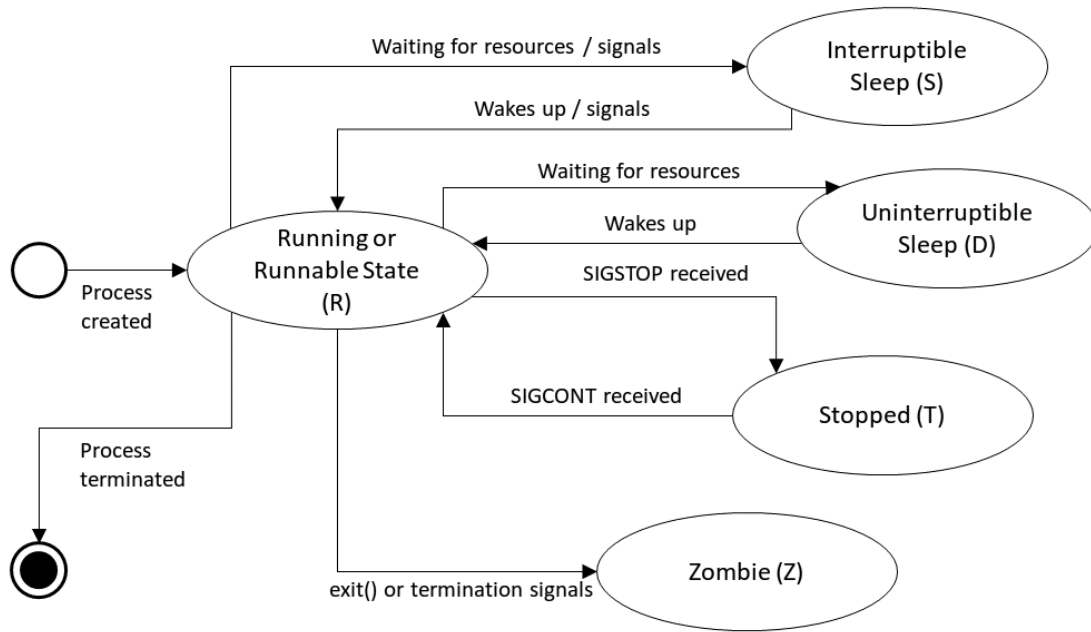 Waiting for resources / signals
Interruptible
Sleep (S)
Wakes up / signals
Waiting for resources
Uninterruptible
Sleep (D)
Wakes up
Running or
Runnable State
(R)
Process
created
SIGSTOP received
SIGCONT received
Stopped (T)
Process
terminated
Zombie (Z)
exit() or termination signals